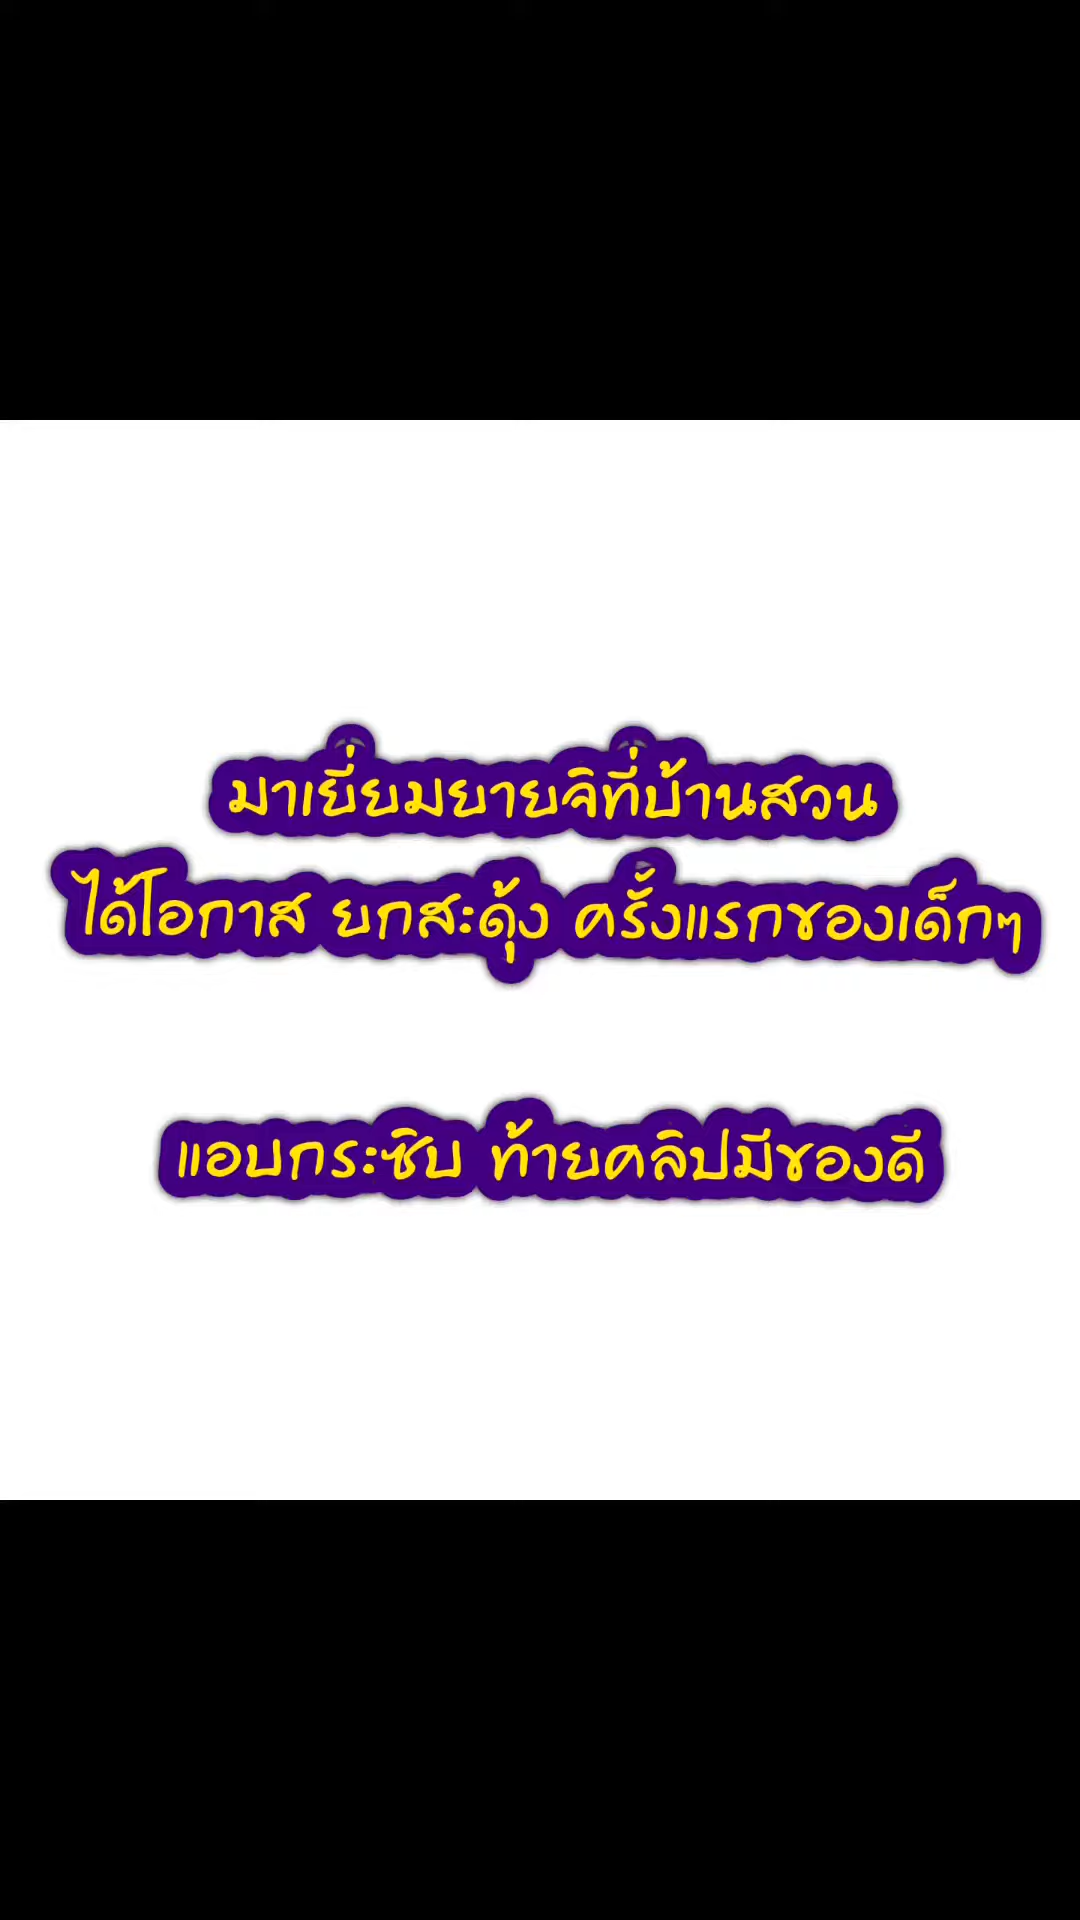 มาเยี่ยมยายจิที่บ้านสวน
ได้โอกาส ยกสะดุ้ง ครั้งแรกของเด็กๆ
แอบกระซิบ ท้ายคลิปมีของดี